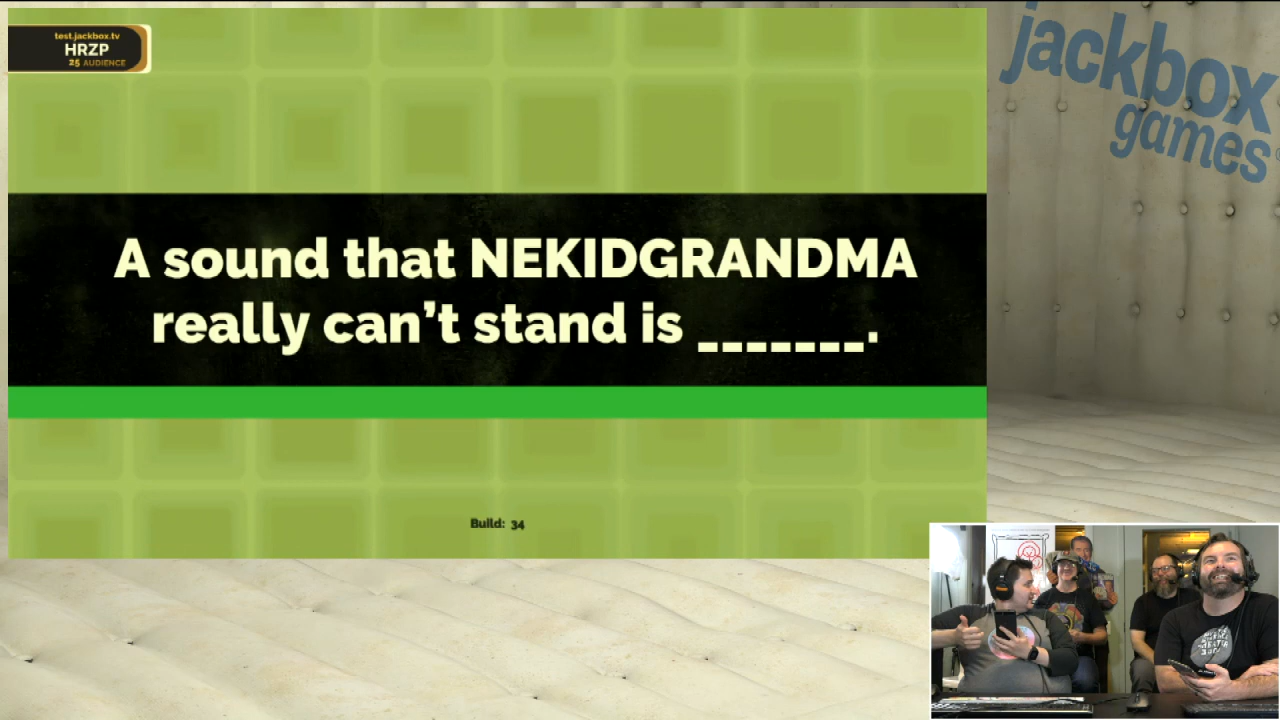 test.jackbox.tv
HRZP
25 AUDIENCE
jackbox
games
A sound that NEKIDGRANDMA
really can't stand is _______.
Build: 34